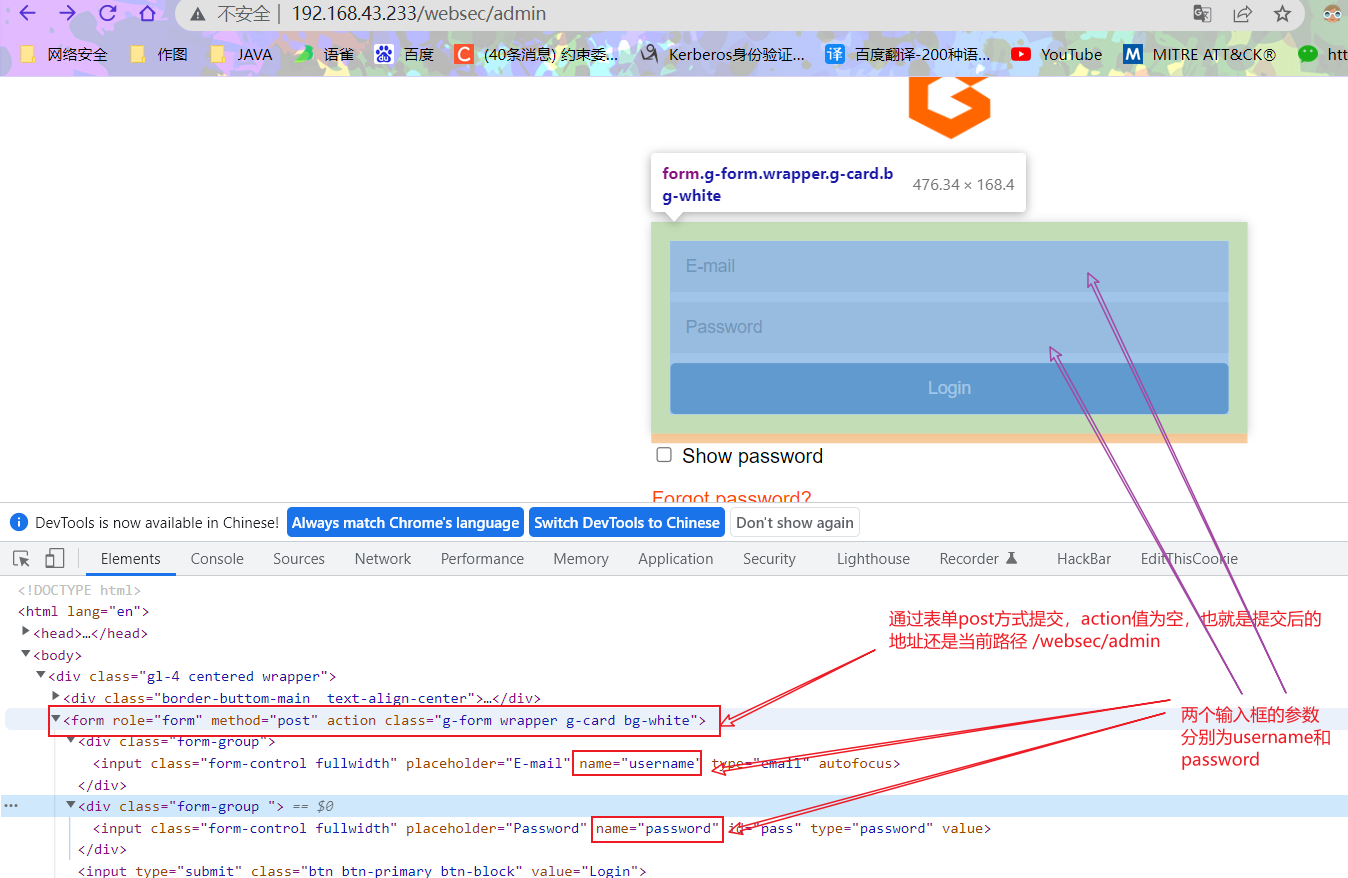 不安全 | 192.168.43.233/websec/admin
网络安全 作图 JAVA 语雀 百度 (40条消息) 约束委... Kerberos身份验证... 百度翻译-200种语... YouTube MITRE ATT&CK® htt
form.g-form.wrapper.g-card.b
g-white
476.34 × 168.4
E-mail
Password
Login
Show password
Forgot password?
DevTools is now available in Chinese! Always match Chrome's language Switch DevTools to Chinese Don't show again
Elements Console Sources Network Performance Memory Application Security Lighthouse Recorder HackBar EditThisCookie
<!DOCTYPE html>
<html lang="en">
<head>…</head>
<body>
<div class="gl-4 centered wrapper">
<div class="border-buttom-main  text-align-center">…</div>
<form role="form" method="post" action class="g-form wrapper g-card bg-white">
<div class="form-group">
<input class="form-control fullwidth" placeholder="E-mail" name="username" type="email" autofocus>
</div>
<div class="form-group "> == $0
<input class="form-control fullwidth" placeholder="Password" name="password" id="pass" type="password" value>
</div>
<input type="submit" class="btn btn-primary btn-block" value="Login">
通过表单post方式提交，action值为空，也就是提交后的
地址还是当前路径 /websec/admin
两个输入框的参数
分别为username和
password